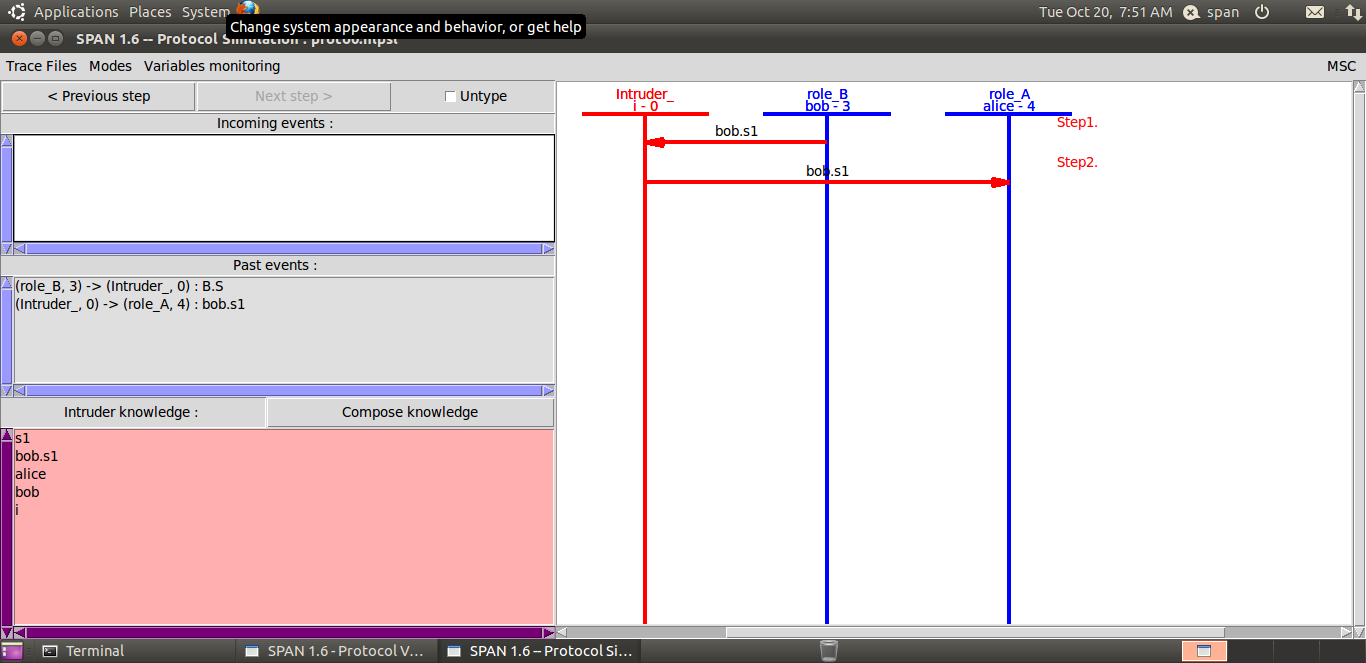 Applications Places System Tue Oct 20, 7:51 AM span
Change system appearance and behavior, or get help
SPAN 1.6 -- Protocol Simulation : proto0.hlpsl
Trace Files Modes Variables monitoring MSC
< Previous step Next step > Untype
Incoming events :
Past events :
(role_B, 3) -> (Intruder_, 0) : B.S
(Intruder_, 0) -> (role_A, 4) : bob.s1
Intruder knowledge : Compose knowledge
s1
bob.s1
alice
bob
i
Intruder_ role_B role_A
i - 0 bob - 3 alice - 4
Step1.
bob.s1
Step2.
bob.s1
Terminal SPAN 1.6 - Protocol V... SPAN 1.6 -- Protocol Si...